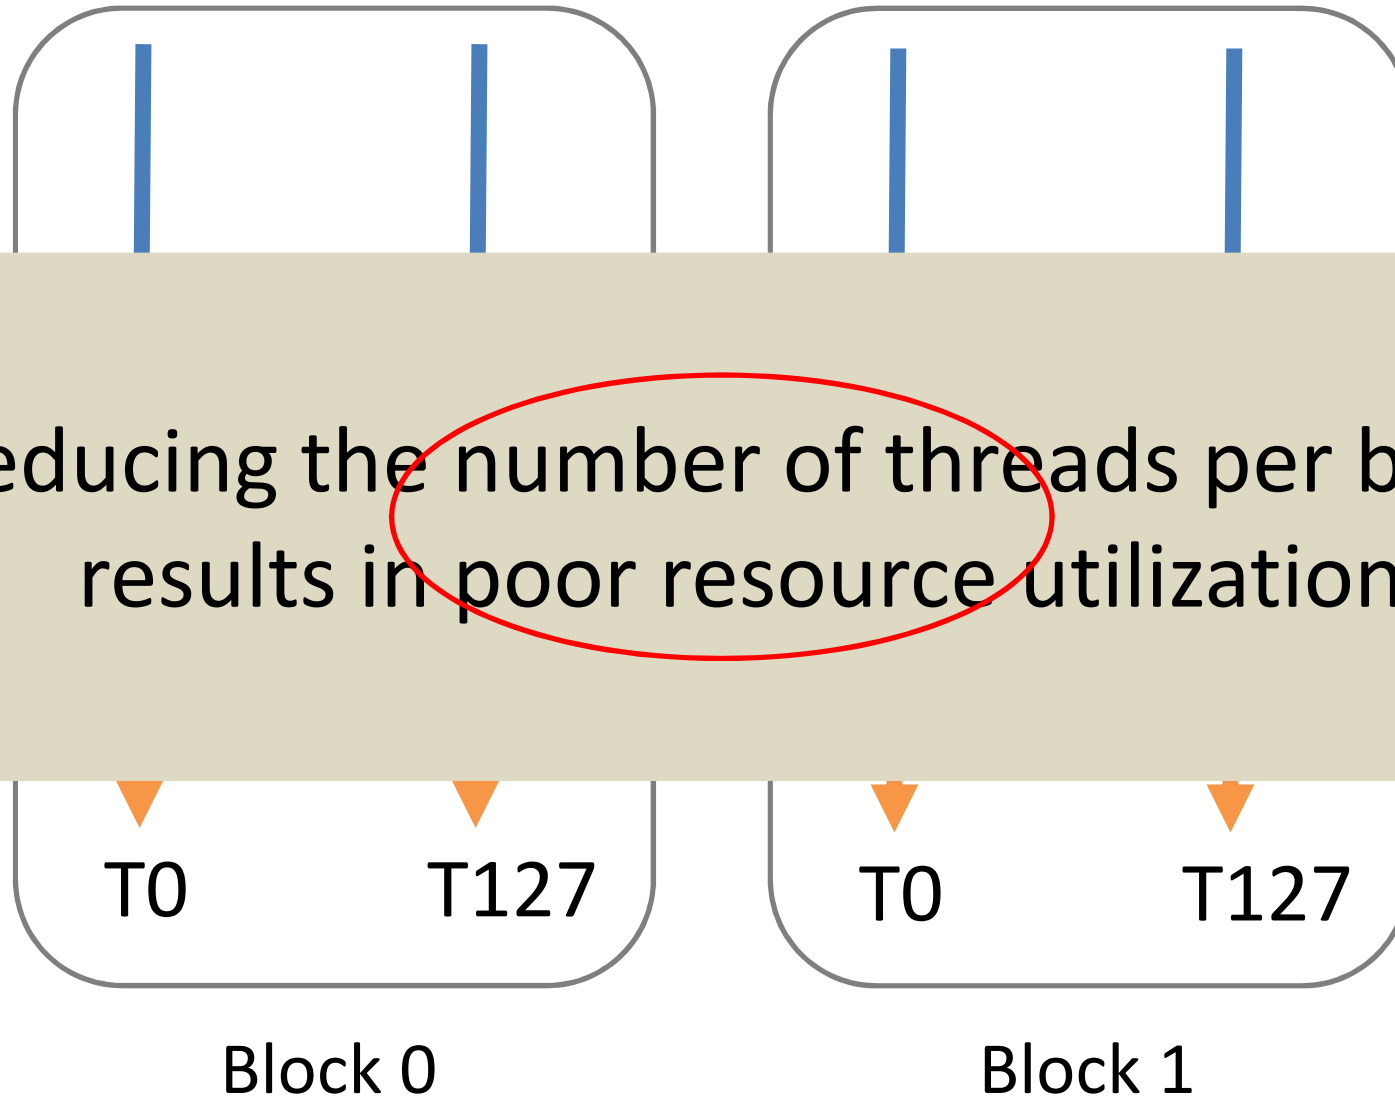 educing the number of threads per b
results in poor resource utilization
T0 T127 T0 T127
Block 0 Block 1